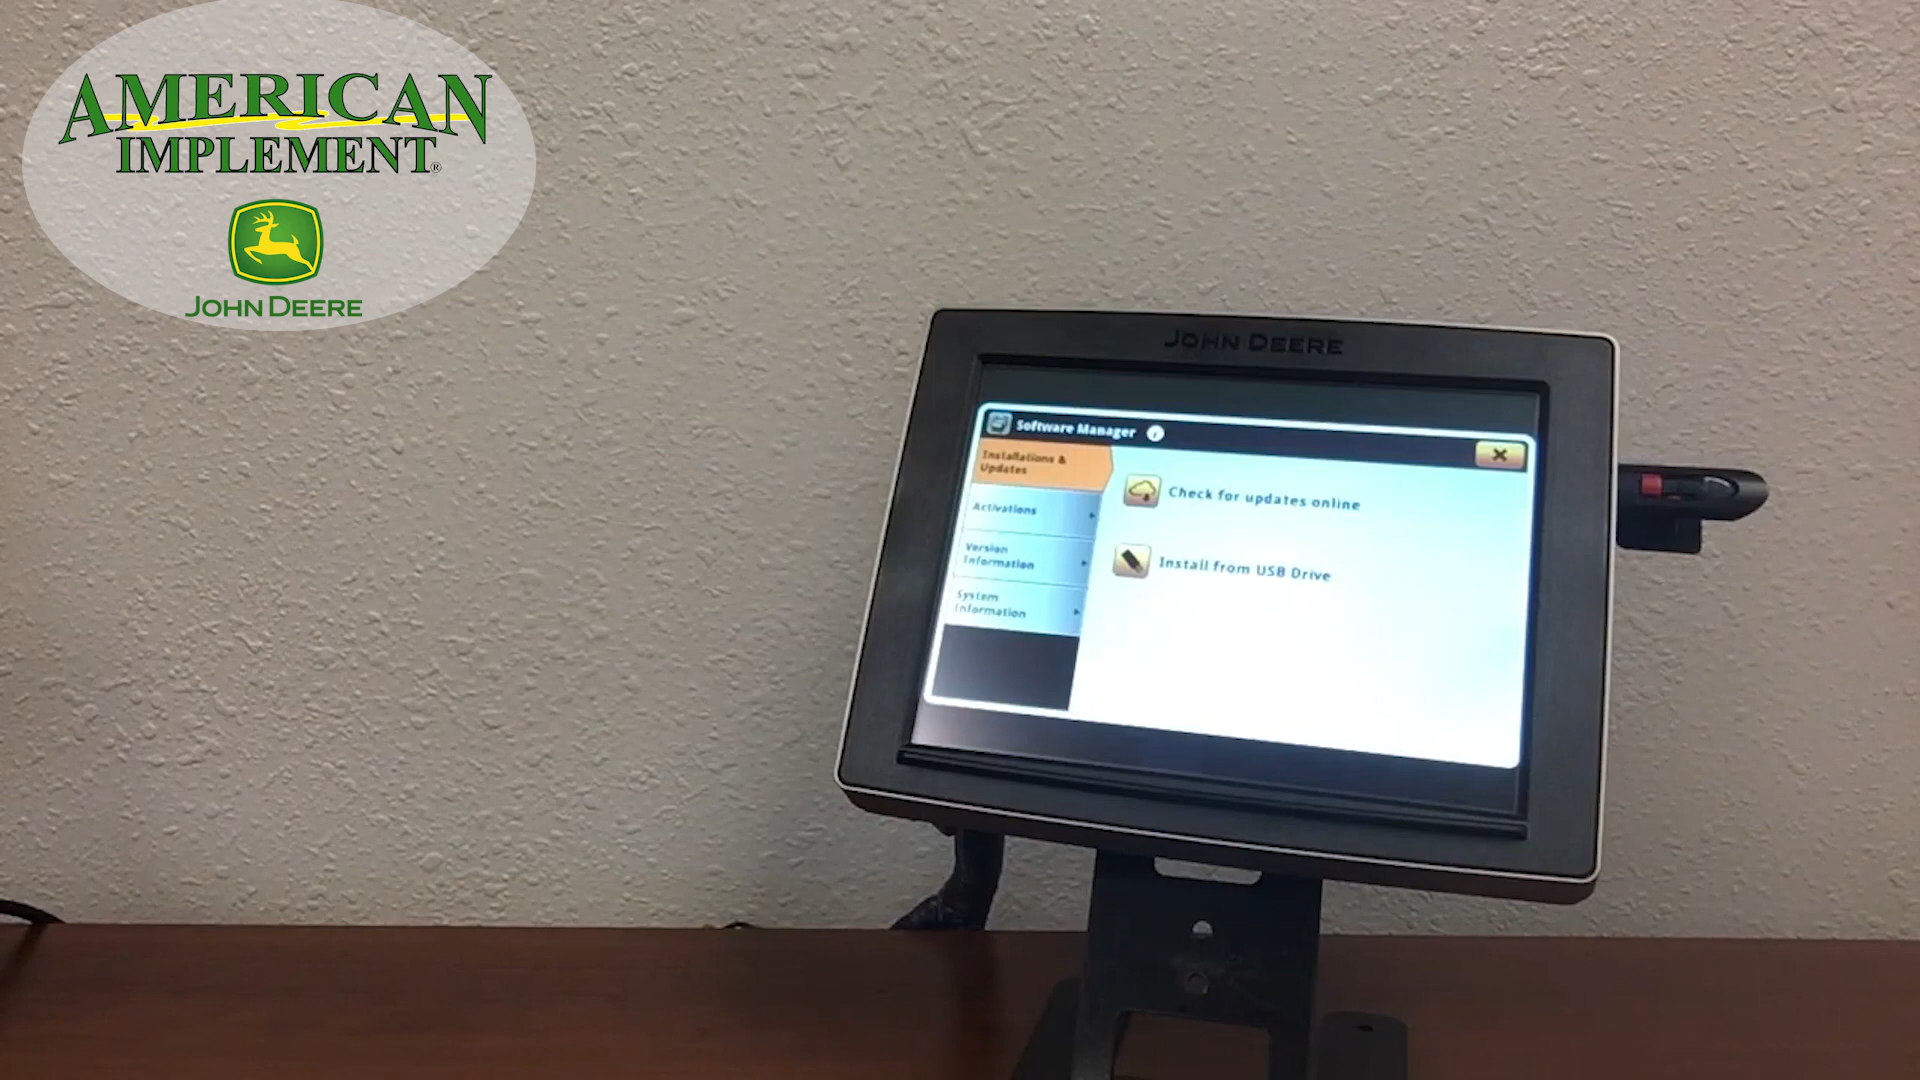 AMERICAN
IMPLEMENT®
JOHN DEERE
JOHN DEERE
Software Manager
Installations &
Updates
Activations
Version
Information
System
Information
Check for updates online
Install from USB Drive